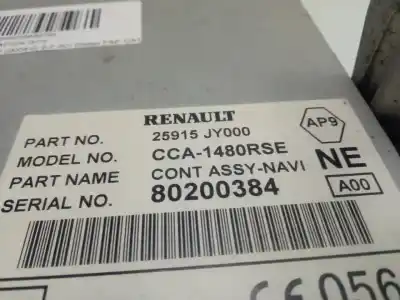 RENAULT
PART NO. 25915 JY000
MODEL NO. CCA-1480RSE
PART NAME CONT ASSY-NAVI
SERIAL NO. 80200384
AP9
NE
A00
66056